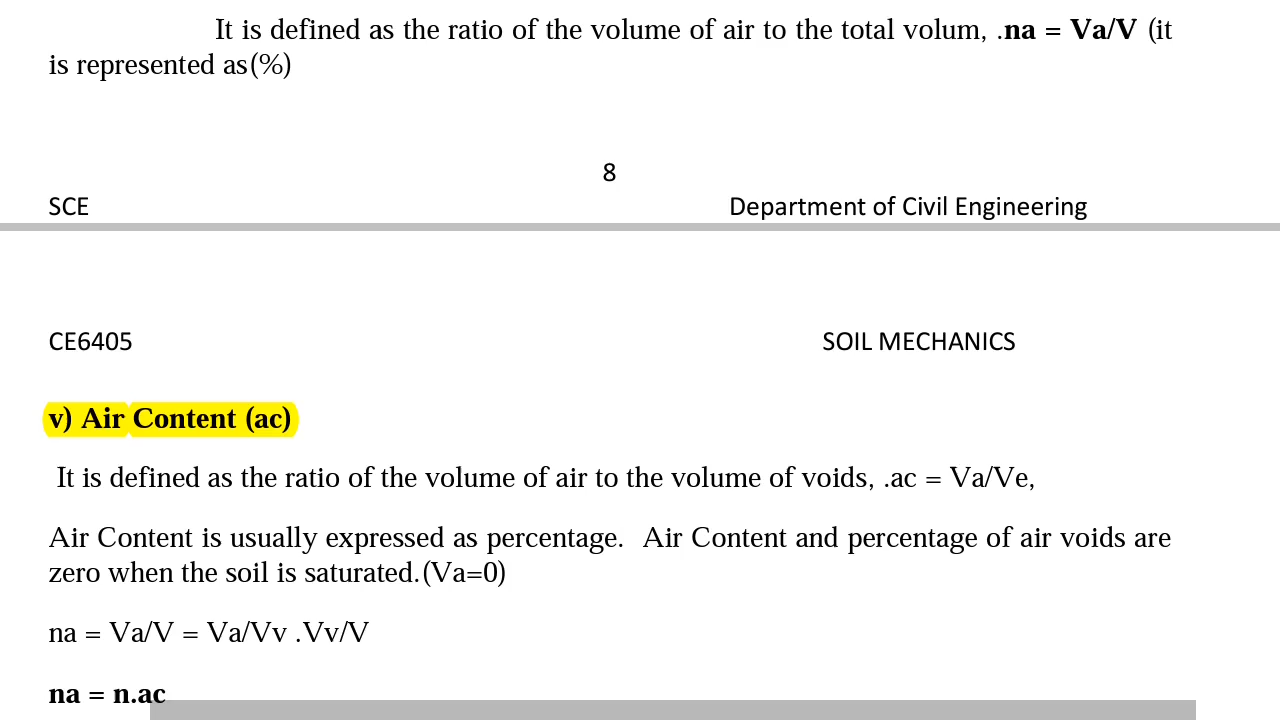 It is defined as the ratio of the volume of air to the total volum, .na = Va/V (it
is represented as(%)
8
SCE Department of Civil Engineering
CE6405 SOIL MECHANICS
v) Air Content (ac)
It is defined as the ratio of the volume of air to the volume of voids, .ac = Va/Ve,
Air Content is usually expressed as percentage. Air Content and percentage of air voids are
zero when the soil is saturated.(Va=0)
na = Va/V = Va/Vv .Vv/V
na = n.ac